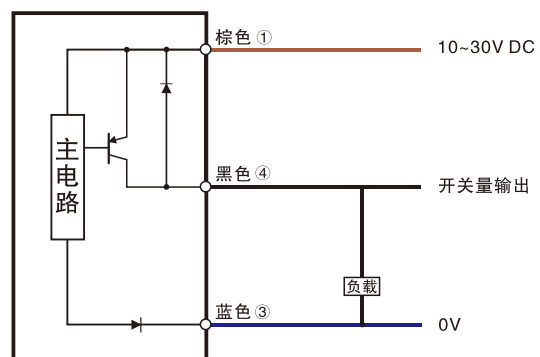 棕色 ①
10~30V DC
主电路
黑色 ④
开关量输出
负载
蓝色 ③
0V